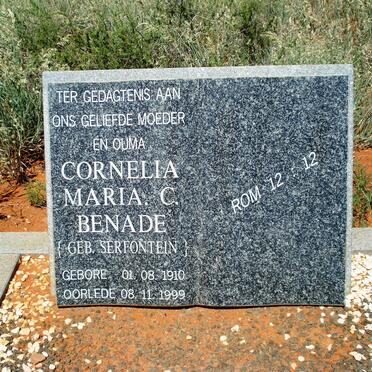 TER GEDAGTENIS AAN
ONS GELIEFDE MOEDER
EN OUMA
CORNELIA
MARIA. C.
BENADE
( GEB. SERFONTEIN )
GEBORE 01. 08. 1910
OORLEDE 08. 11. 1999
ROM 12 : 12